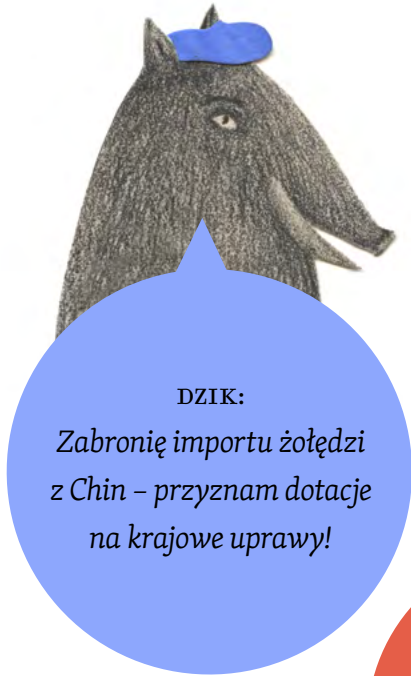 DZIK:
Zabronię importu żołędzi
z Chin – przyznam dotacje
na krajowe uprawy!